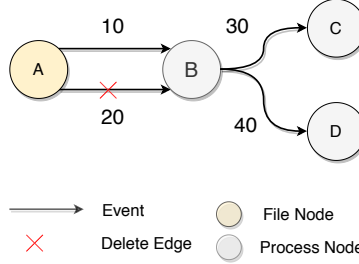 10
30
C
A
B
20
40
D
Event
File Node
Delete Edge
Process Node